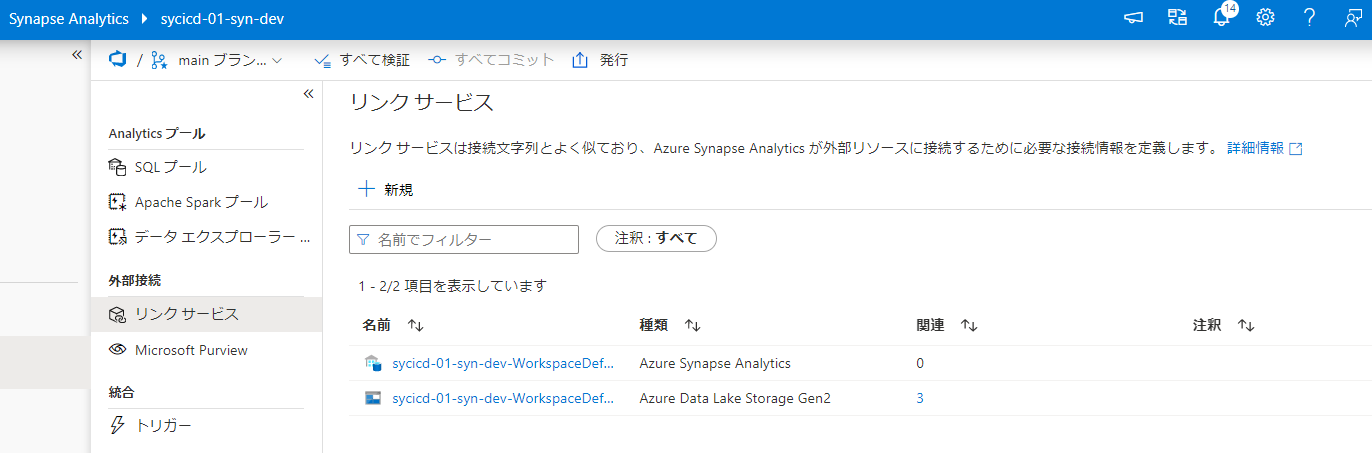 Synapse Analytics ▸ sycicd-01-syn-dev
14
« / main ブラン... すべて検証 すべてコミット 発行
«
Analytics プール
SQL プール
Apache Spark プール
データ エクスプローラー ...
外部接続
リンク サービス
Microsoft Purview
統合
トリガー
リンク サービス
リンク サービスは接続文字列とよく似ており、Azure Synapse Analytics が外部リソースに接続するために必要な接続情報を定義します。 詳細情報
新規
名前でフィルター 注釈 : すべて
1 - 2/2 項目を表示しています
名前 種類 関連 注釈
sycicd-01-syn-dev-WorkspaceDef... Azure Synapse Analytics 0
sycicd-01-syn-dev-WorkspaceDef... Azure Data Lake Storage Gen2 3